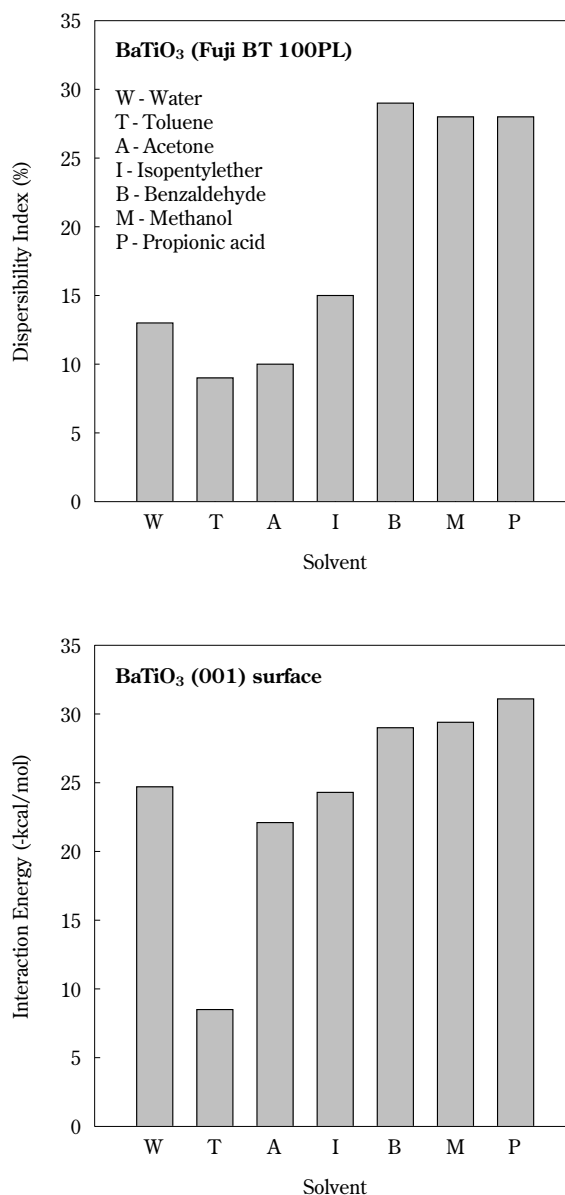 BaTiO₃ (Fuji BT 100PL)
W - Water
T - Toluene
A - Acetone
I - Isopentylether
B - Benzaldehyde
M - Methanol
P - Propionic acid
Dispersibility Index (%)
35
30
25
20
15
10
5
0
W T A I B M P
Solvent
BaTiO₃ (001) surface
Interaction Energy (-kcal/mol)
35
30
25
20
15
10
5
0
W T A I B M P
Solvent